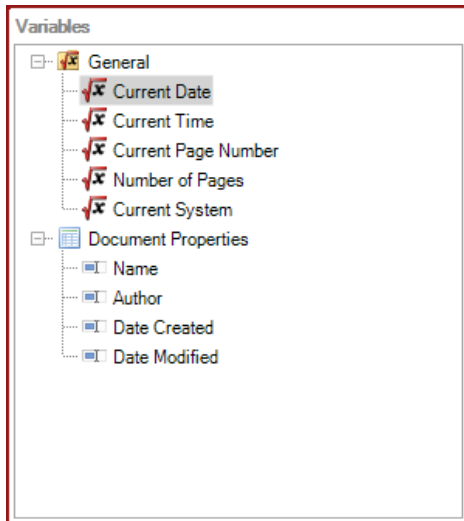 Variables
General
Current Date
Current Time
Current Page Number
Number of Pages
Current System
Document Properties
Name
Author
Date Created
Date Modified